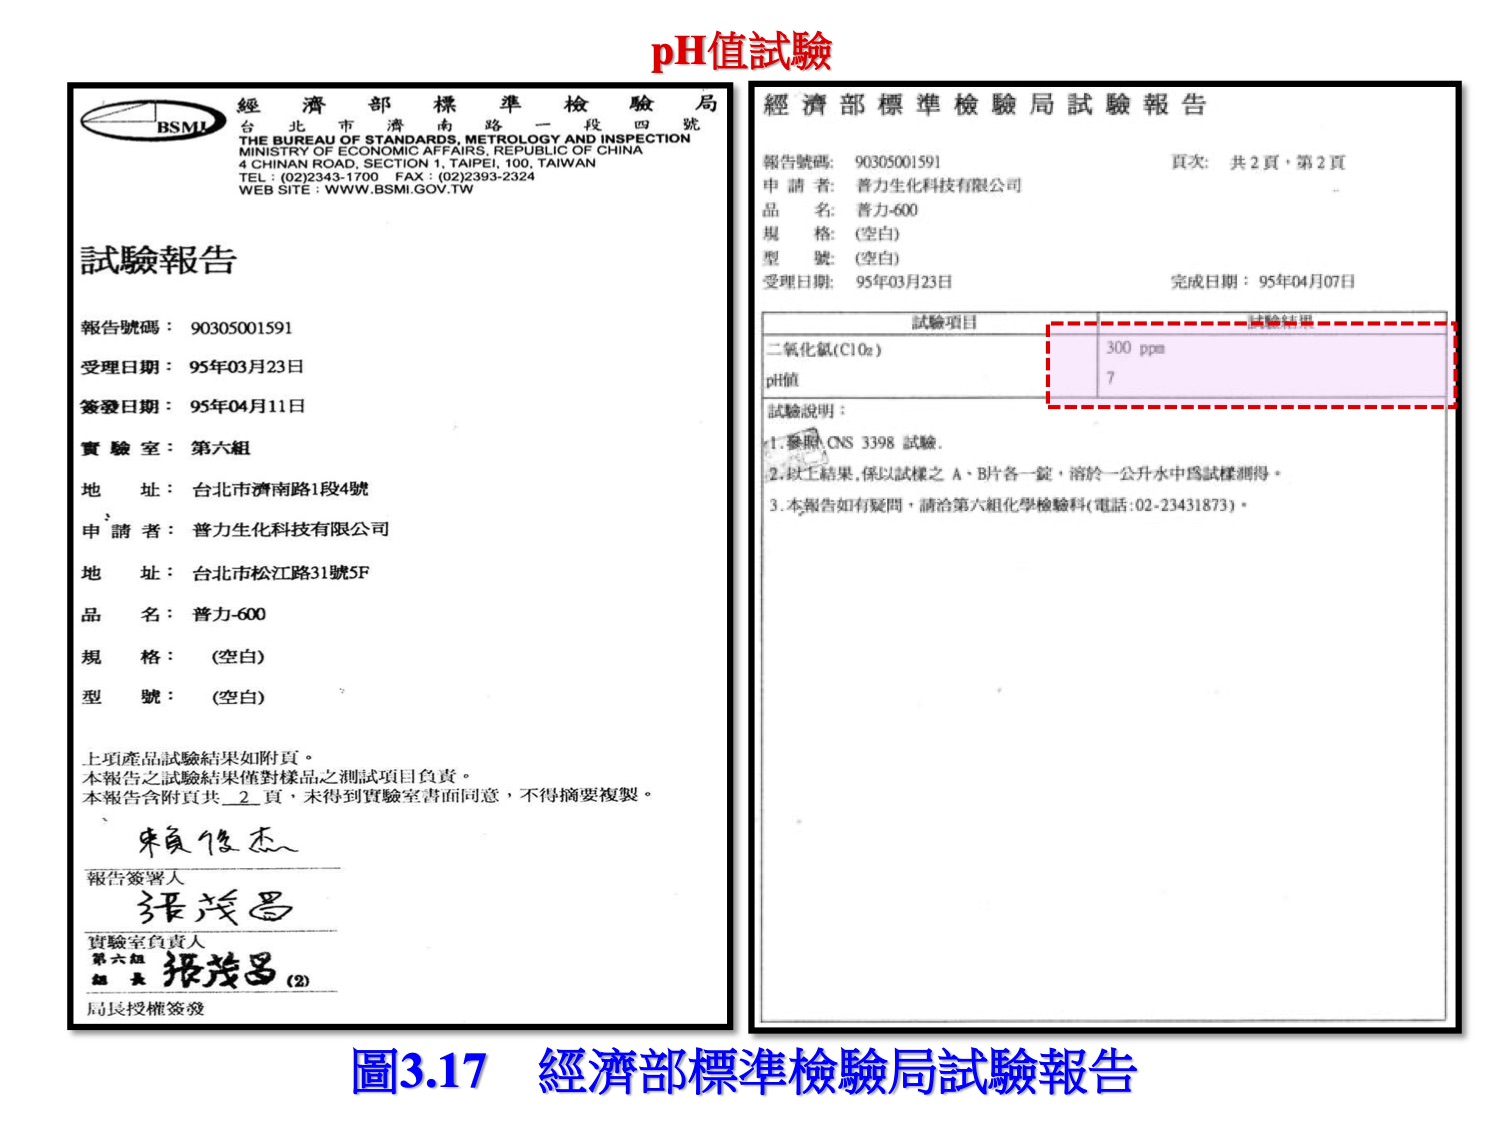 pH值試驗
BSMI
經濟部標準檢驗局
台北市濟南路一段四號
THE BUREAU OF STANDARDS, METROLOGY AND INSPECTION
MINISTRY OF ECONOMIC AFFAIRS, REPUBLIC OF CHINA
4 CHINAN ROAD, SECTION 1, TAIPEI, 100, TAIWAN
TEL：(02)2343-1700 FAX：(02)2393-2324
WEB SITE：WWW.BSMI.GOV.TW
試驗報告
報告號碼： 90305001591
受理日期： 95年03月23日
簽發日期： 95年04月11日
實驗室： 第六組
地址： 台北市濟南路1段4號
申請者： 普力生化科技有限公司
地址： 台北市松江路31號5F
品名： 普力-600
規格： (空白)
型號： (空白)
上項產品試驗結果如附頁。
本報告之試驗結果僅對樣品之測試項目負責。
本報告含附頁共 2 頁，未得到實驗室書面同意，不得摘要複製。
賴俊杰
報告簽署人
張茂昌
實驗室負責人
第六組
組長 張茂昌 (2)
局長授權簽發
經濟部標準檢驗局試驗報告
報告號碼: 90305001591 頁次: 共2頁，第2頁
申請者: 普力生化科技有限公司
品名: 普力-600
規格: (空白)
型號: (空白)
受理日期: 95年03月23日 完成日期： 95年04月07日
試驗項目 試驗結果
二氧化氯(ClO₂) 300 ppm
pH值 7
試驗說明：
1.參照 CNS 3398 試驗.
2.以上結果,係以試樣之 A、B片各一錠，溶於一公升水中為試樣測得。
3.本報告如有疑問，請洽第六組化學檢驗科(電話:02-23431873)。
圖3.17 經濟部標準檢驗局試驗報告